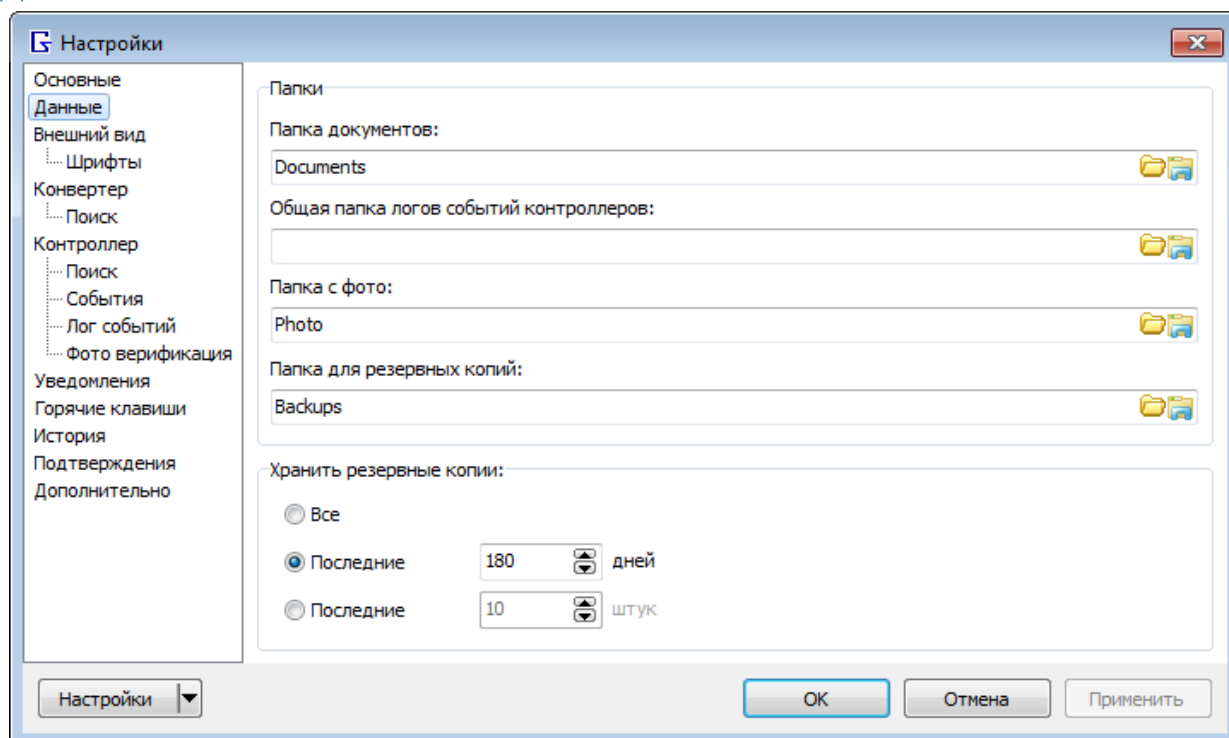 Настройки
Основные
Данные
Внешний вид
Шрифты
Конвертер
Поиск
Контроллер
Поиск
События
Лог событий
Фото верификация
Уведомления
Горячие клавиши
История
Подтверждения
Дополнительно
Папки
Папка документов:
Documents
Общая папка логов событий контроллеров:
Папка с фото:
Photo
Папка для резервных копий:
Backups
Хранить резервные копии:
Все
Последние 180 дней
Последние 10 штук
Настройки OK Отмена Применить